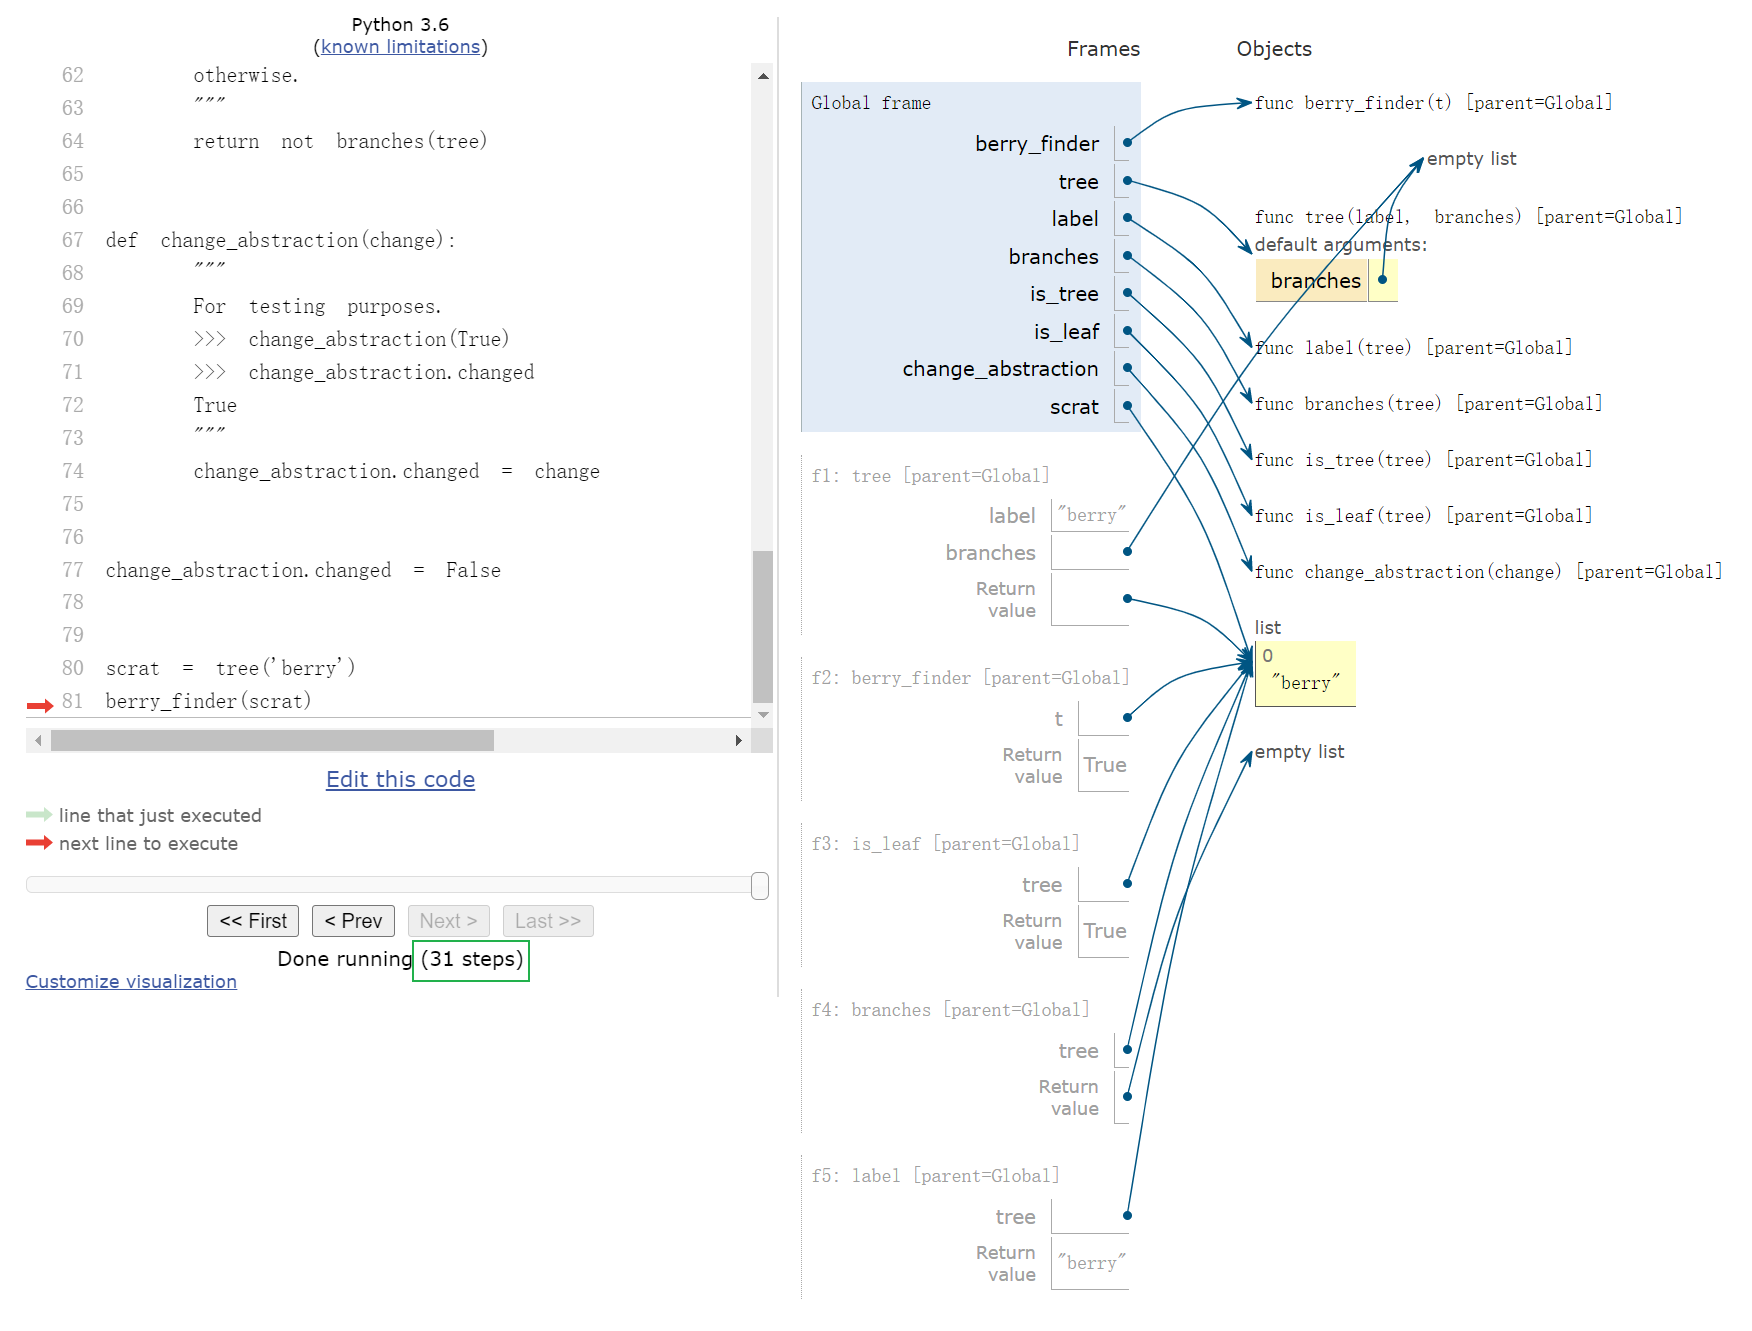 Python 3.6
(known limitations)
62 otherwise.
63 """
64 return not branches(tree)
65
66
67 def change_abstraction(change):
68 """
69 For testing purposes.
70 >>> change_abstraction(True)
71 >>> change_abstraction.changed
72 True
73 """
74 change_abstraction.changed = change
75
76
77 change_abstraction.changed = False
78
79
80 scrat = tree('berry')
81 berry_finder(scrat)
Edit this code
line that just executed
next line to execute
<< First
< Prev
Next >
Last >>
Done running (31 steps)
Customize visualization
Frames
Objects
Global frame
berry_finder
tree
label
branches
is_tree
is_leaf
change_abstraction
scrat
f1: tree [parent=Global]
label "berry"
branches
Return
value
f2: berry_finder [parent=Global]
t
Return
value True
f3: is_leaf [parent=Global]
tree
Return
value True
f4: branches [parent=Global]
tree
Return
value
f5: label [parent=Global]
tree
Return
value "berry"
func berry_finder(t) [parent=Global]
empty list
func tree(label, branches) [parent=Global]
default arguments:
branches
func label(tree) [parent=Global]
func branches(tree) [parent=Global]
func is_tree(tree) [parent=Global]
func is_leaf(tree) [parent=Global]
func change_abstraction(change) [parent=Global]
list
0
"berry"
empty list